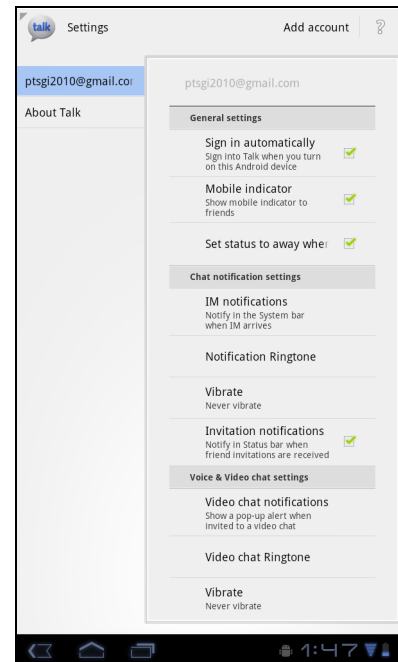 talk
Settings
Add account
ptsgi2010@gmail.cor
About Talk
ptsgi2010@gmail.com
General settings
Sign in automatically
Sign into Talk when you turn
on this Android device
Mobile indicator
Show mobile indicator to
friends
Set status to away wher
Chat notification settings
IM notifications
Notify in the System bar
when IM arrives
Notification Ringtone
Vibrate
Never vibrate
Invitation notifications
Notify in Status bar when
friend invitations are received
Voice & Video chat settings
Video chat notifications
Show a pop-up alert when
invited to a video chat
Video chat Ringtone
Vibrate
Never vibrate
1:47